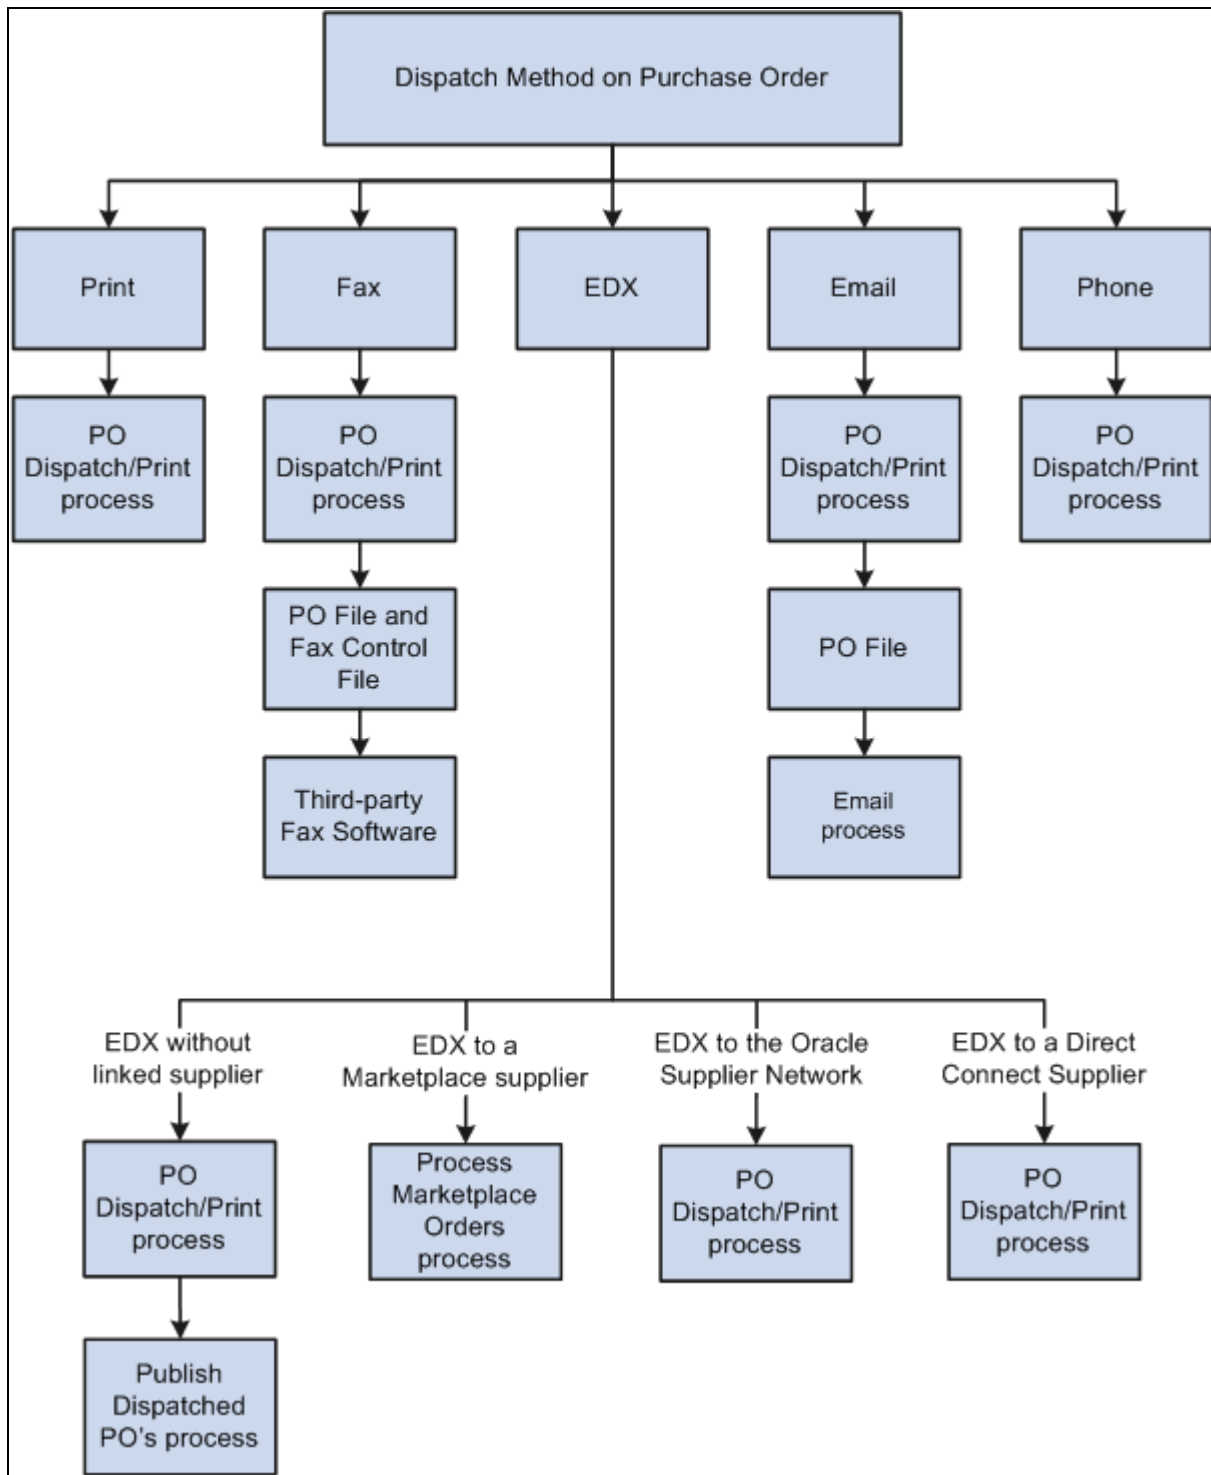 Dispatch Method on Purchase Order
Print
Fax
EDX
Email
Phone
PO
Dispatch/Print
process
PO
Dispatch/Print
process
PO
Dispatch/Print
process
PO
Dispatch/Print
process
PO File and
Fax Control
File
PO File
Third-party
Fax Software
Email
process
EDX without
linked supplier
EDX to a
Marketplace supplier
EDX to the Oracle
Supplier Network
EDX to a Direct
Connect Supplier
PO
Dispatch/Print
process
Process
Marketplace
Orders
process
PO
Dispatch/Print
process
PO
Dispatch/Print
process
Publish
Dispatched
PO's process